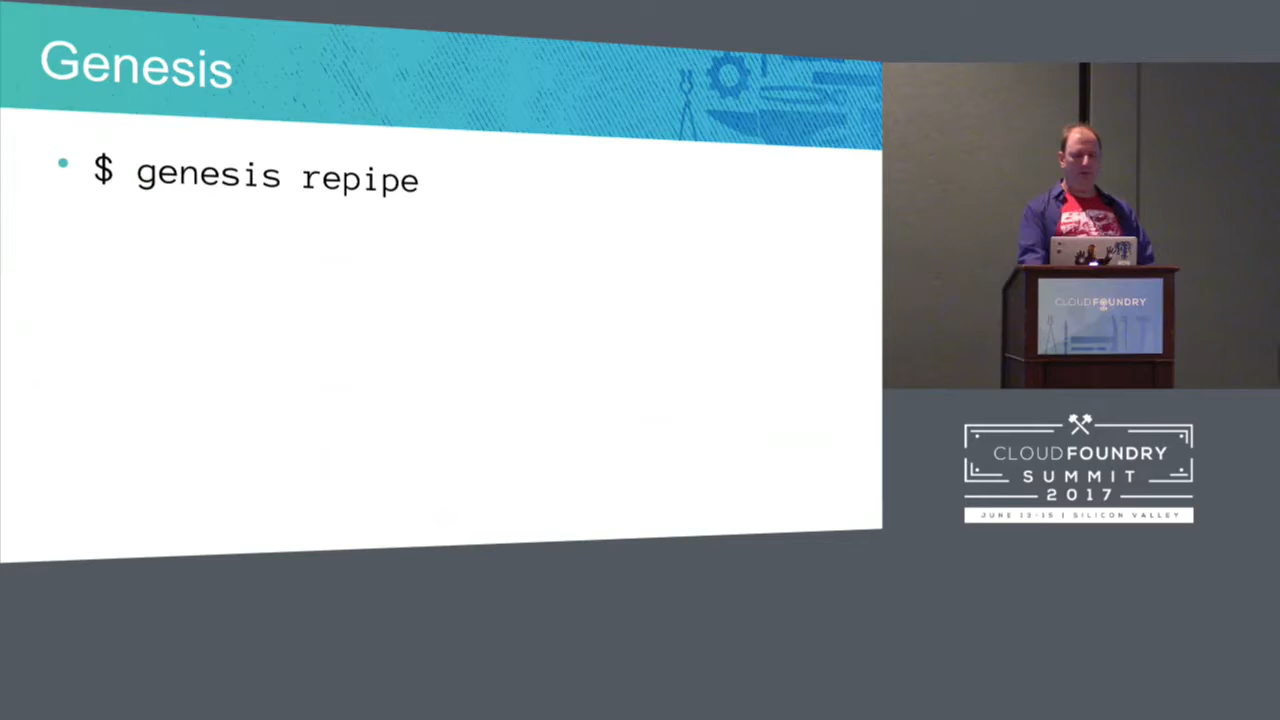 Genesis
$ genesis repipe
CLOUDFOUNDRY
CLOUDFOUNDRY
SUMMIT
2017
JUNE 13-15 | SILICON VALLEY